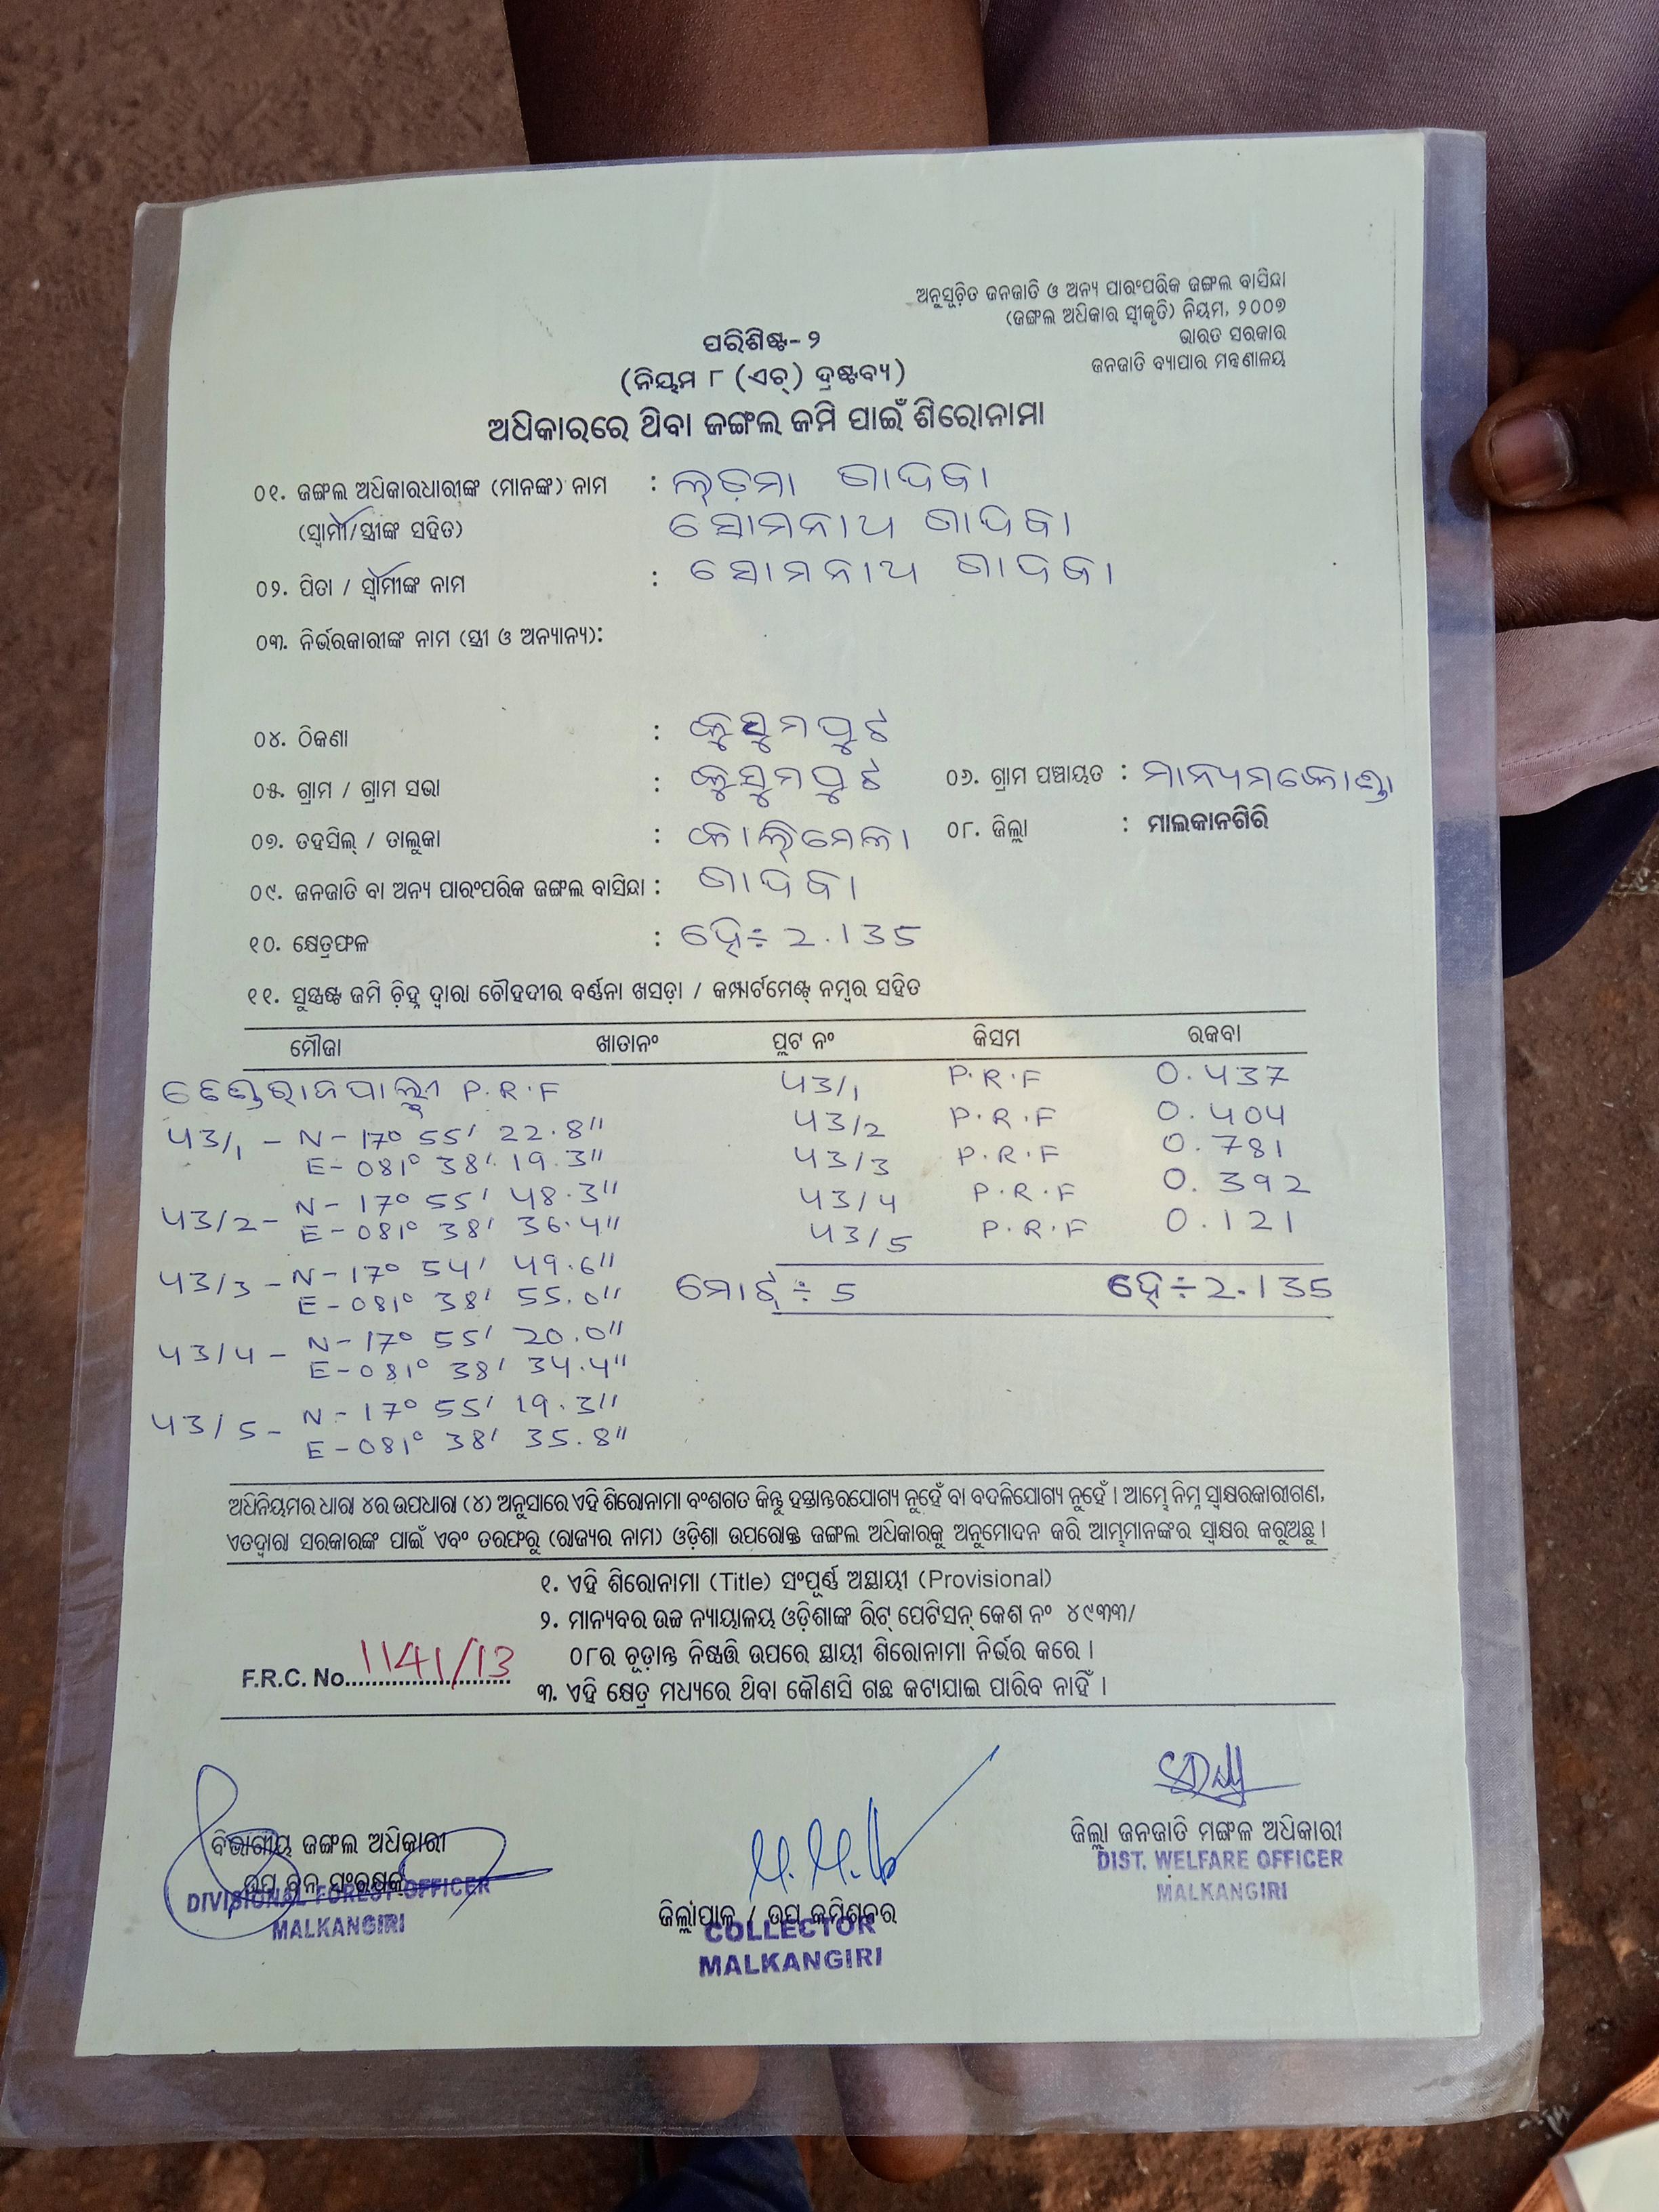 ଅନୁସୂଚିତ ଜନଜାତି ଓ ଅନ୍ୟ ପାରଂପରିକ ଜଙ୍ଗଲ ବାସିନ୍ଦା
(ଜଙ୍ଗଲ ଅଧିକାର ସ୍ୱୀକୃତି) ନିୟମ, ୨୦୦୭
ଭାରତ ସରକାର
ଜନଜାତି ବ୍ୟାପାର ମନ୍ତ୍ରଣାଳୟ
ପରିଶିଷ୍ଟ- ୨
(ନିୟମ ୮ (ଏଚ୍) ଦ୍ରଷ୍ଟବ୍ୟ)
ଅଧିକାରରେ ଥିବା ଜଙ୍ଗଲ ଜମି ପାଇଁ ଶିରୋନାମା
୦୧. ଜଙ୍ଗଲ ଅଧିକାରଧାରୀଙ୍କ (ମାନଙ୍କ) ନାମ : ଲଚ୍ମା ଗାଦବା
(ସ୍ୱାମୀ/ସ୍ତ୍ରୀଙ୍କ ସହିତ) ସୋମନାଥ ଗାଦବା
୦୨. ପିତା / ସ୍ୱାମୀଙ୍କ ନାମ : ସୋମନାଥ ଗାଦବା
୦୩. ନିର୍ଭରକାରୀଙ୍କ ନାମ (ସ୍ତ୍ରୀ ଓ ଅନ୍ୟାନ୍ୟ):
୦୪. ଠିକଣା : କୁସୁମପୁଟ
୦୫. ଗ୍ରାମ / ଗ୍ରାମ ସଭା : କୁସୁମପୁଟ ୦୬. ଗ୍ରାମ ପଞ୍ଚାୟତ : ମାନ୍ୟମକୋଣ୍ଡା
୦୭. ତହସିଲ୍ / ତାଲୁକା : କାଲିମେଳା ୦୮. ଜିଲ୍ଲା : ମାଲକାନଗିରି
୦୯. ଜନଜାତି ବା ଅନ୍ୟ ପାରଂପରିକ ଜଙ୍ଗଲ ବାସିନ୍ଦା : ଗାଦବା
୧୦. କ୍ଷେତ୍ରଫଳ : ହେ÷ 2.135
୧୧. ସୁସ୍ପଷ୍ଟ ଜମି ଚିହ୍ନ ଦ୍ୱାରା ଚୌହଦୀର ବର୍ଣ୍ଣନା ଖସଡ଼ା / କମ୍ପାର୍ଟମେଣ୍ଟ୍ ନମ୍ବର ସହିତ
ମୌଜା ଖାତାନଂ ପ୍ଲଟ ନଂ କିସମ ରକବା
P.R.F 43/1 P.R.F 0.437
43/1 - N - 17° 55' 22.8" 43/2 P.R.F 0.404
E - 081° 38' 19.3" 43/3 P.R.F 0.781
43/2 - N - 17° 55' 48.3" 43/4 P.R.F 0.392
E - 081° 38' 36.4" 43/5 P.R.F 0.121
43/3 - N - 17° 54' 49.6"
E - 081° 38' 55.0" ମୋଟ୍ ÷ 5 ହେ÷ 2.135
43/4 - N - 17° 55' 20.0"
E - 081° 38' 34.4"
43/5 - N - 17° 55' 19.3"
E - 081° 38' 35.8"
ଅଧିନିୟମର ଧାରା ୪ର ଉପଧାରା (୪) ଅନୁସାରେ ଏହି ଶିରୋନାମା ବଂଶଗତ କିନ୍ତୁ ହସ୍ତାନ୍ତରଯୋଗ୍ୟ ନୁହେଁ ବା ବଦଳିଯୋଗ୍ୟ ନୁହେଁ । ଆମ୍ଭେ ନିମ୍ନ ସ୍ୱାକ୍ଷରକାରୀଗଣ,
ଏତଦ୍ୱାରା ସରକାରଙ୍କ ପାଇଁ ଏବଂ ତରଫରୁ (ରାଜ୍ୟର ନାମ) ଓଡ଼ିଶା ଉପରୋକ୍ତ ଜଙ୍ଗଲ ଅଧିକାରକୁ ଅନୁମୋଦନ କରି ଆମ୍ଭମାନଙ୍କର ସ୍ୱାକ୍ଷର କରୁଅଛୁ ।
୧. ଏହି ଶିରୋନାମା (Title) ସଂପୂର୍ଣ୍ଣ ଅସ୍ଥାୟୀ (Provisional)
୨. ମାନ୍ୟବର ଉଚ୍ଚ ନ୍ୟାୟାଳୟ ଓଡ଼ିଶାଙ୍କ ରିଟ୍ ପେଟିସନ୍ କେଶ ନଂ ୪୯୩୩/
୦୮ର ଚୂଡ଼ାନ୍ତ ନିଷ୍ପତ୍ତି ଉପରେ ସ୍ଥାୟୀ ଶିରୋନାମା ନିର୍ଭର କରେ ।
F.R.C. No. 1141/13
୩. ଏହି କ୍ଷେତ୍ର ମଧ୍ୟରେ ଥିବା କୌଣସି ଗଛ କଟାଯାଇ ପାରିବ ନାହିଁ ।
ବିଭାଗୀୟ ଜଙ୍ଗଲ ଅଧିକାରୀ
ଉପ ବନ ସଂରକ୍ଷକ
DIVISIONAL FOREST OFFICER
MALKANGIRI
ଜିଲ୍ଲାପାଳ / ଉପ କମିଶନର
COLLECTOR
MALKANGIRI
ଜିଲ୍ଲା ଜନଜାତି ମଙ୍ଗଳ ଅଧିକାରୀ
DIST. WELFARE OFFICER
MALKANGIRI